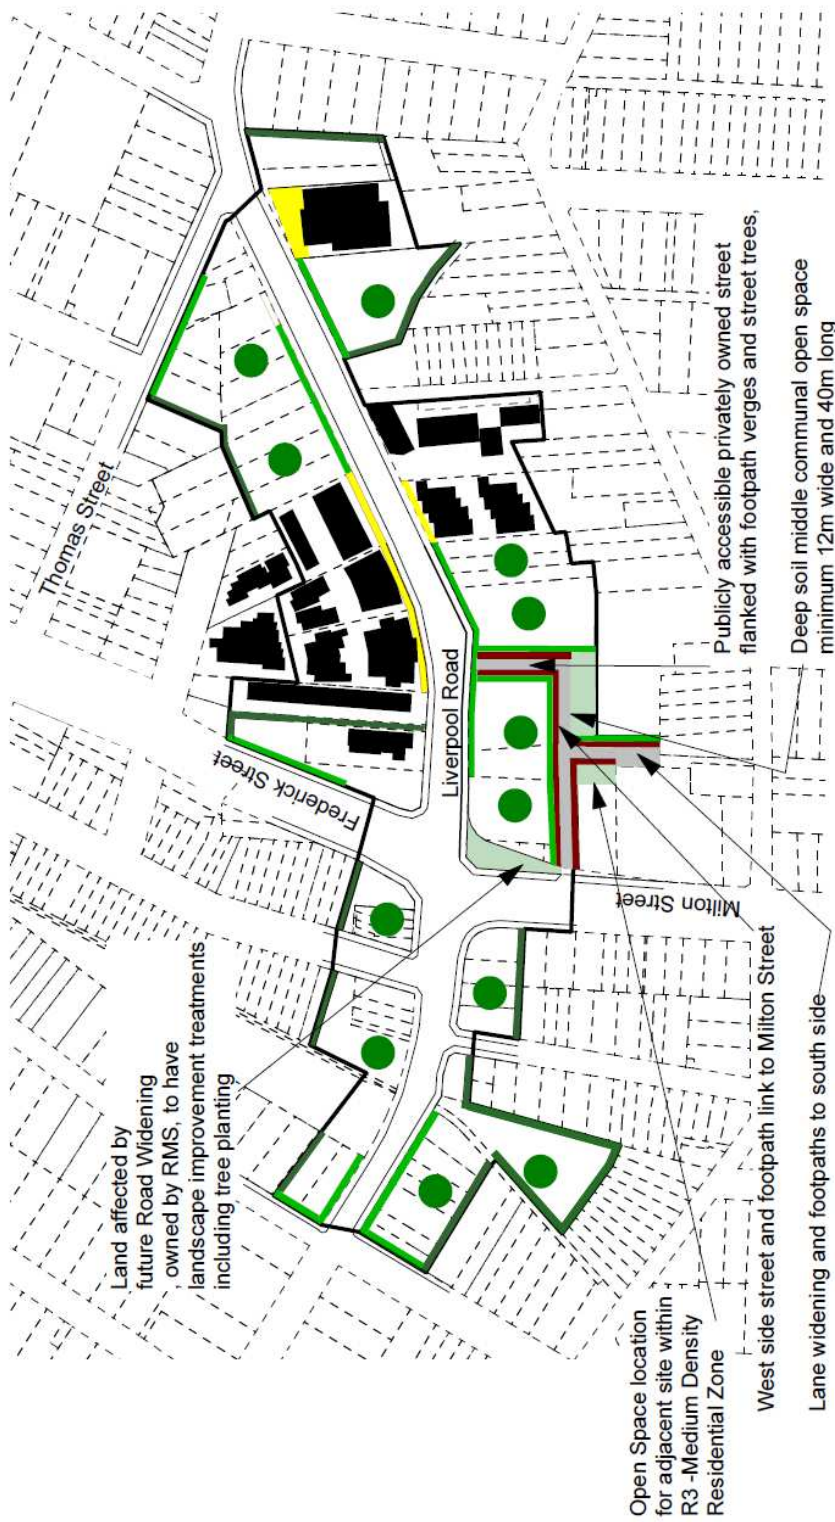 Thomas Street
Frederick Street
Liverpool Road
Milton Street
Land affected by
future Road Widening
owned by RMS, to have
landscape improvement treatments
including tree planting
Publicly accessible privately owned street
flanked with footpath verges and street trees,
Deep soil middle communal open space
minimum 12m wide and 40m long
Open Space location
for adjacent site within
R3 -Medium Density
Residential Zone
West side street and footpath link to Milton Street
Lane widening and footpaths to south side